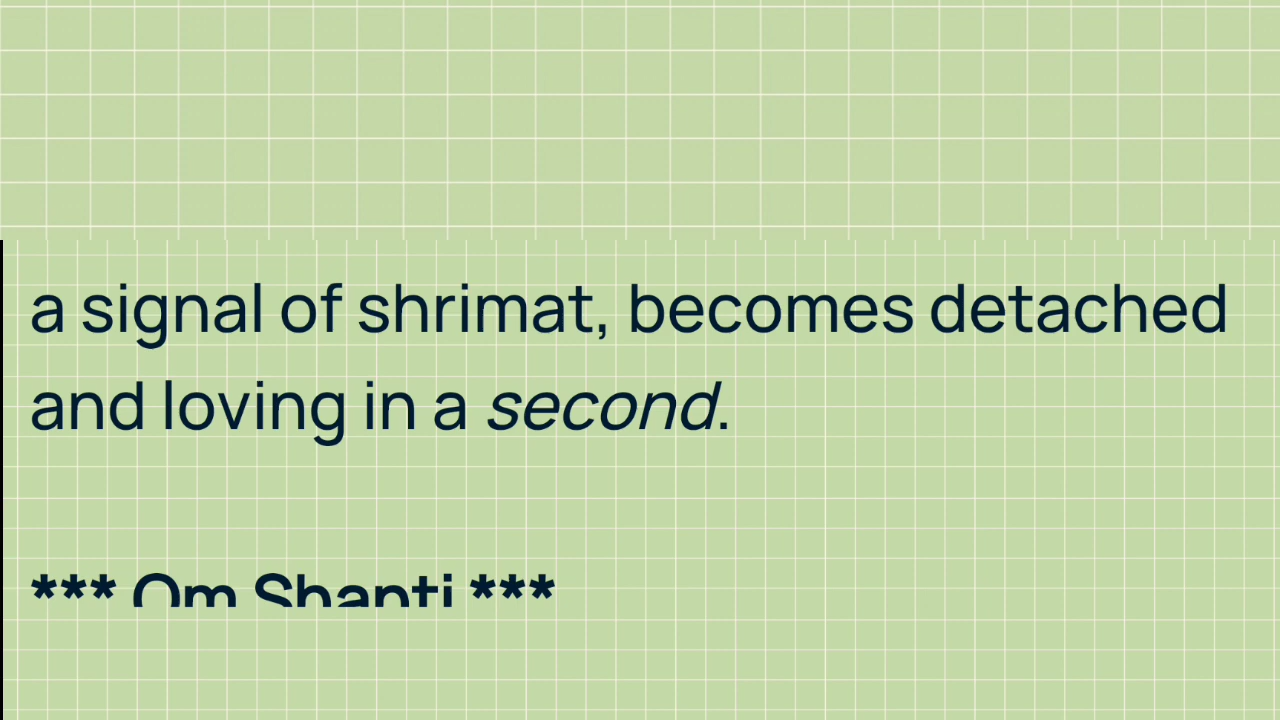 a signal of shrimat, becomes detached
and loving in a second.
*** Om Shanti ***